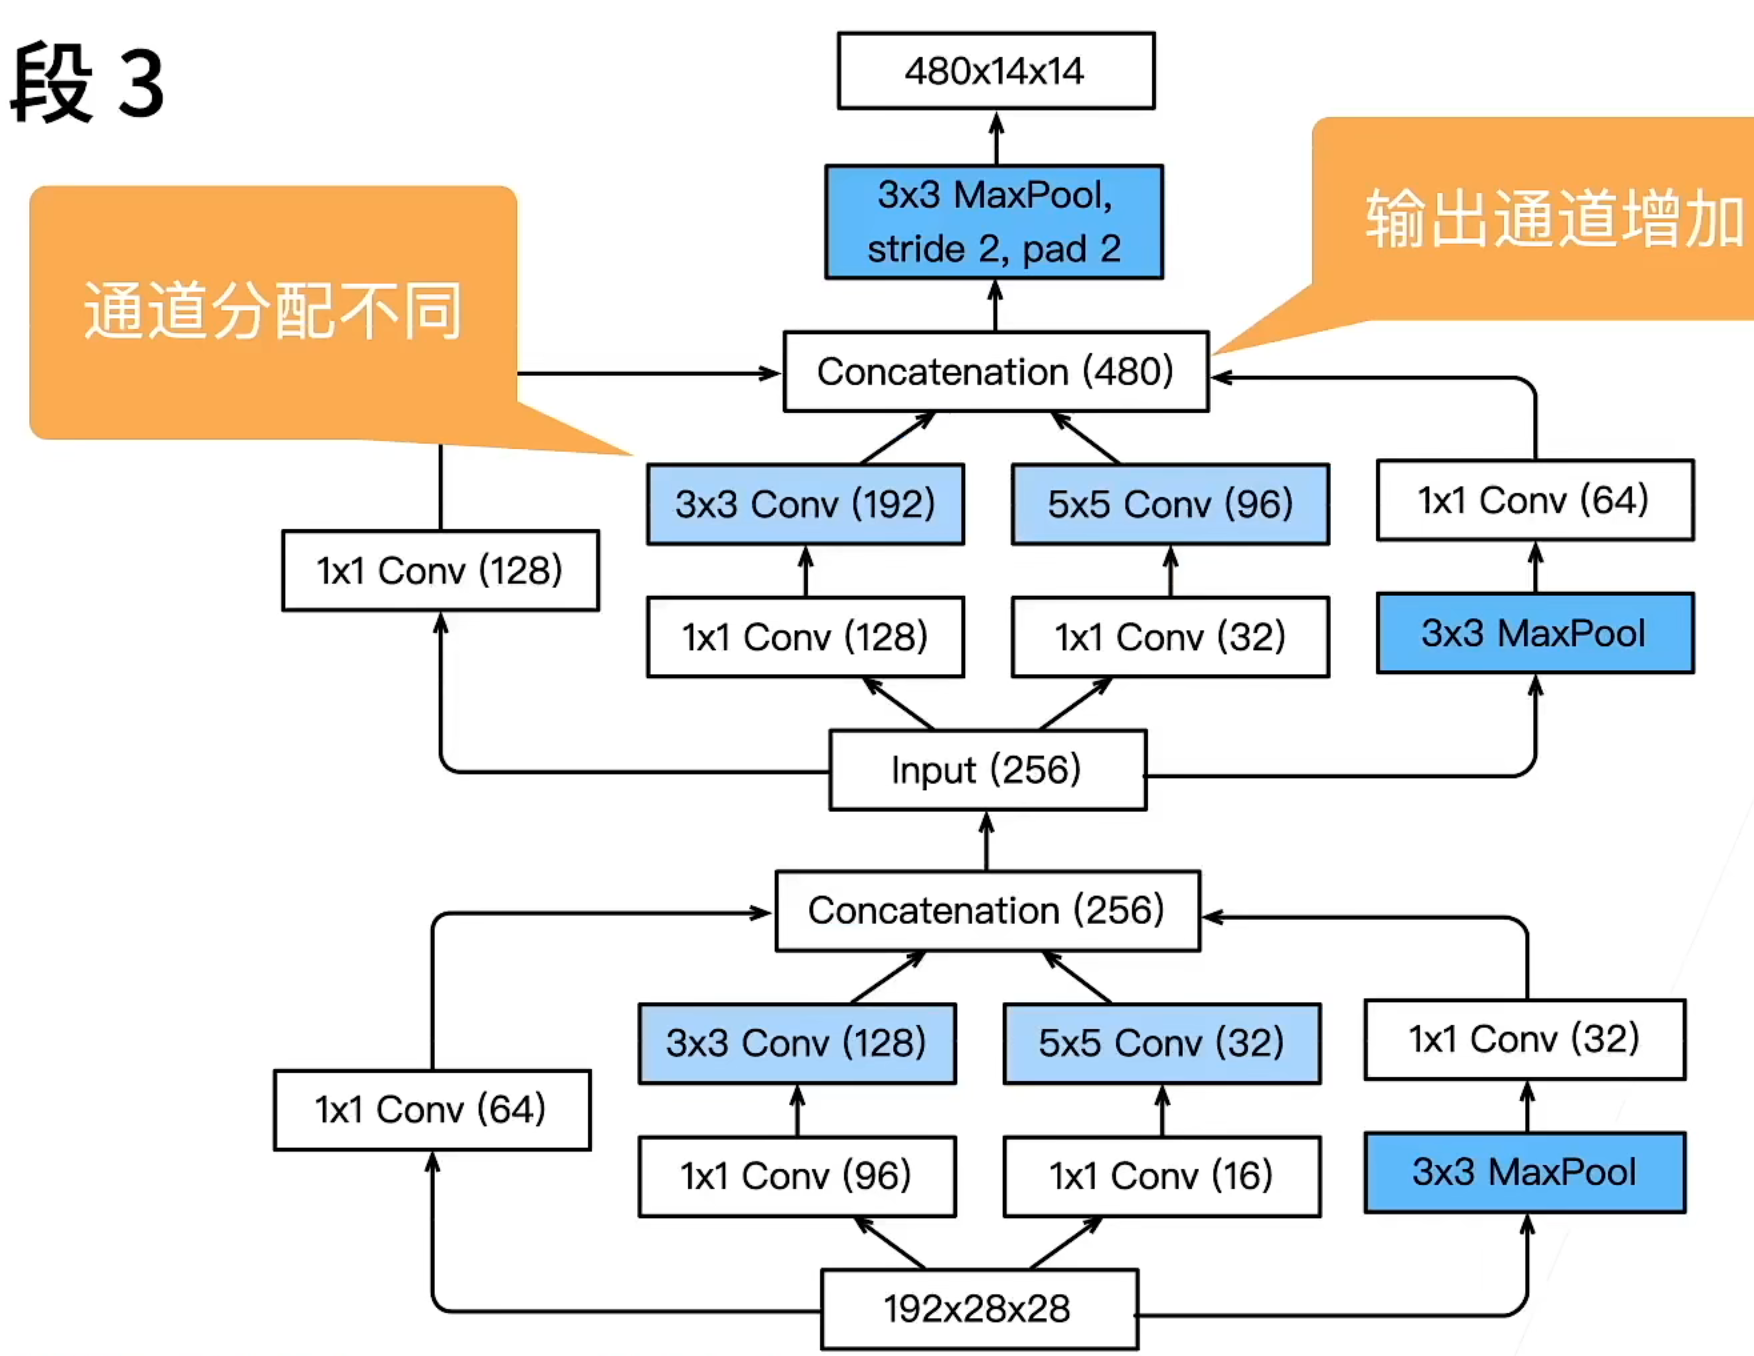 段 3
480x14x14
3x3 MaxPool,
stride 2, pad 2
输出通道增加
通道分配不同
Concatenation (480)
3x3 Conv (192)
5x5 Conv (96)
1x1 Conv (64)
1x1 Conv (128)
1x1 Conv (128)
1x1 Conv (32)
3x3 MaxPool
Input (256)
Concatenation (256)
3x3 Conv (128)
5x5 Conv (32)
1x1 Conv (32)
1x1 Conv (64)
1x1 Conv (96)
1x1 Conv (16)
3x3 MaxPool
192x28x28